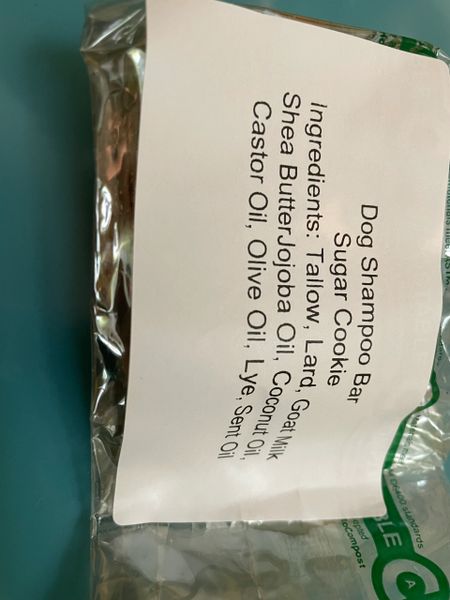 Dog Shampoo Bar
Sugar Cookie
Ingredients: Tallow, Lard, Goat Milk
Shea ButterJojoba Oil, Coconut Oil,
Castor Oil, Olive Oil, Lye, Sent Oil
A
standards